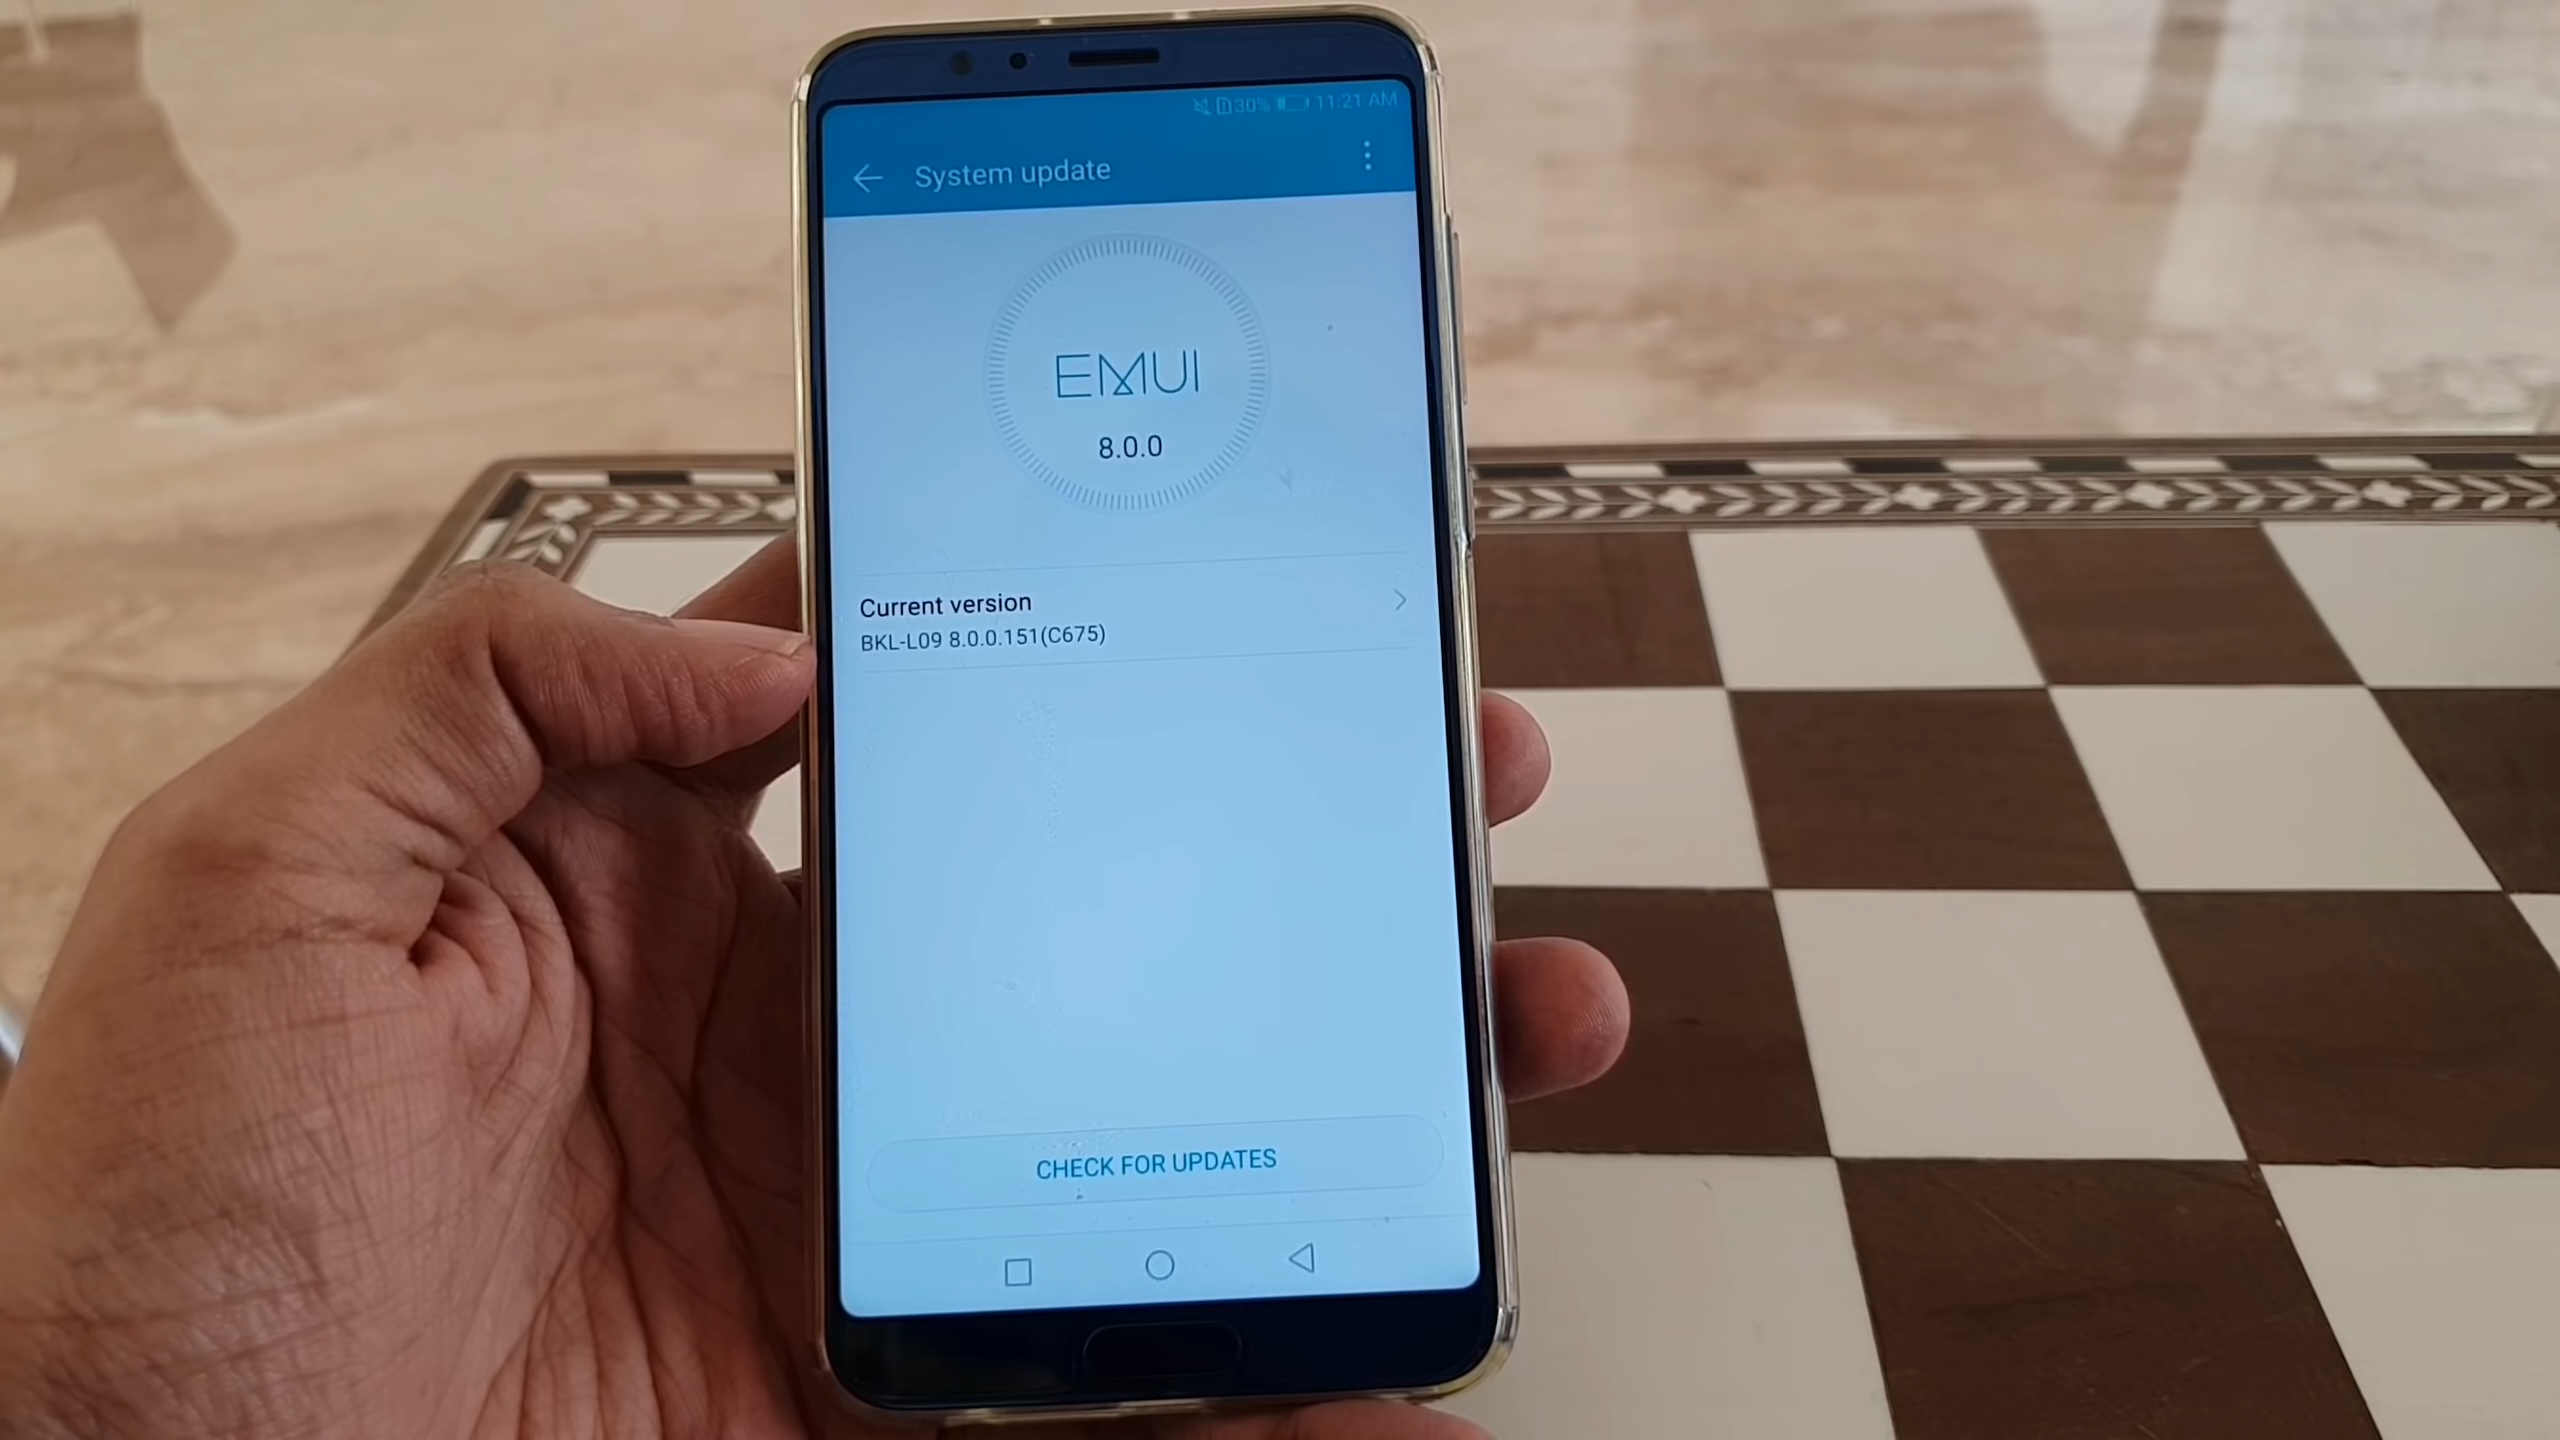 30% 11:21 AM
System update
EMUI
8.0.0
Current version
BKL-L09 8.0.0.151(C675)
CHECK FOR UPDATES